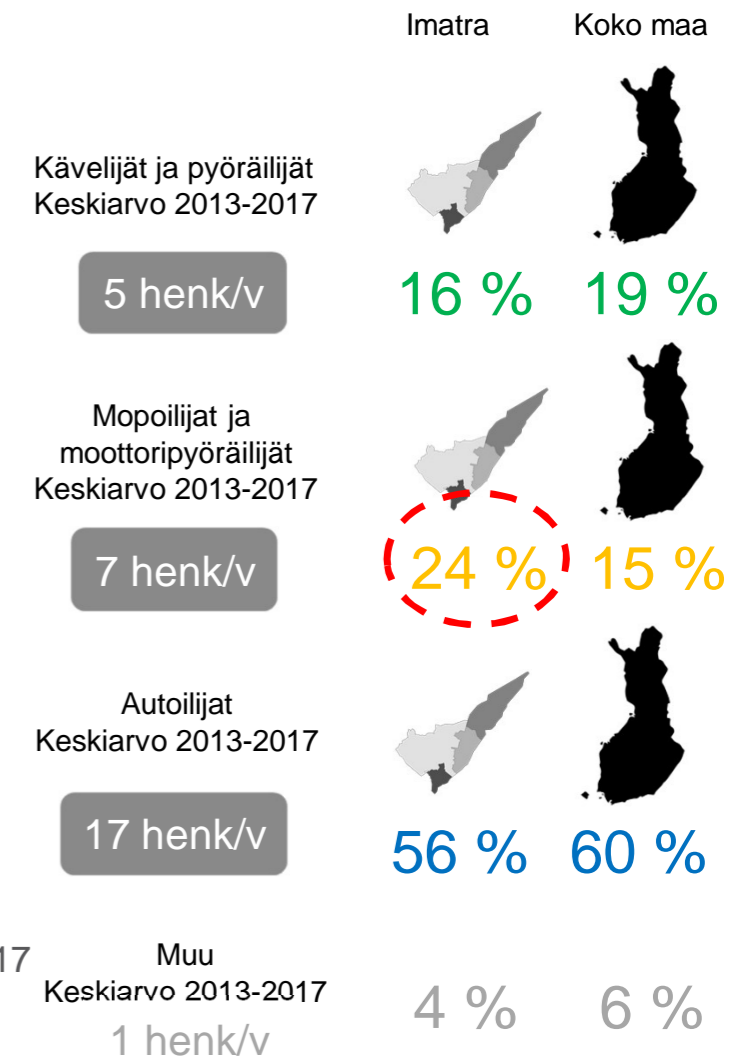 Imatra Koko maa
Kävelijät ja pyöräilijät
Keskiarvo 2013-2017
5 henk/v
16 % 19 %
Mopoilijat ja
moottoripyöräilijät
Keskiarvo 2013-2017
7 henk/v
24 % 15 %
Autoilijat
Keskiarvo 2013-2017
17 henk/v
56 % 60 %
17
Muu
Keskiarvo 2013-2017
1 henk/v
4 % 6 %